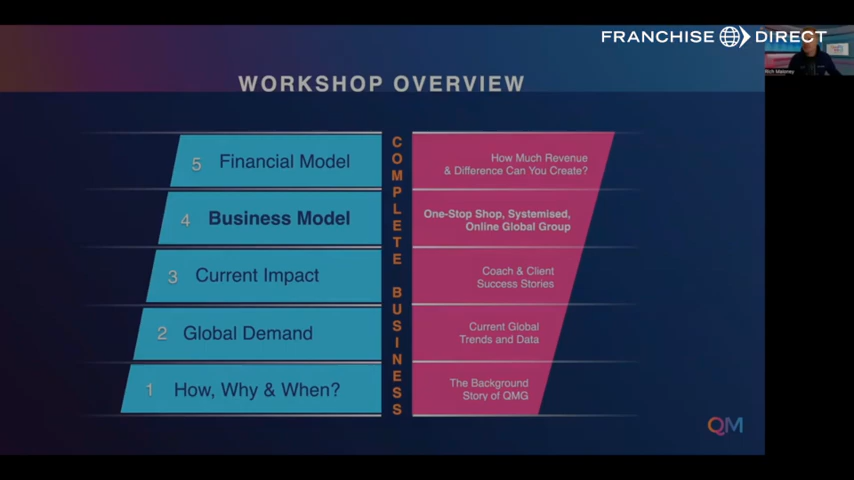 FRANCHISE DIRECT
Rich Maloney
WORKSHOP OVERVIEW
5 Financial Model
4 Business Model
3 Current Impact
2 Global Demand
1 How, Why & When?
COMPLETE BUSINESS
How Much Revenue
& Difference Can You Create?
One-Stop Shop, Systemised,
Online Global Group
Coach & Client
Success Stories
Current Global
Trends and Data
The Background
Story of QMG
QM